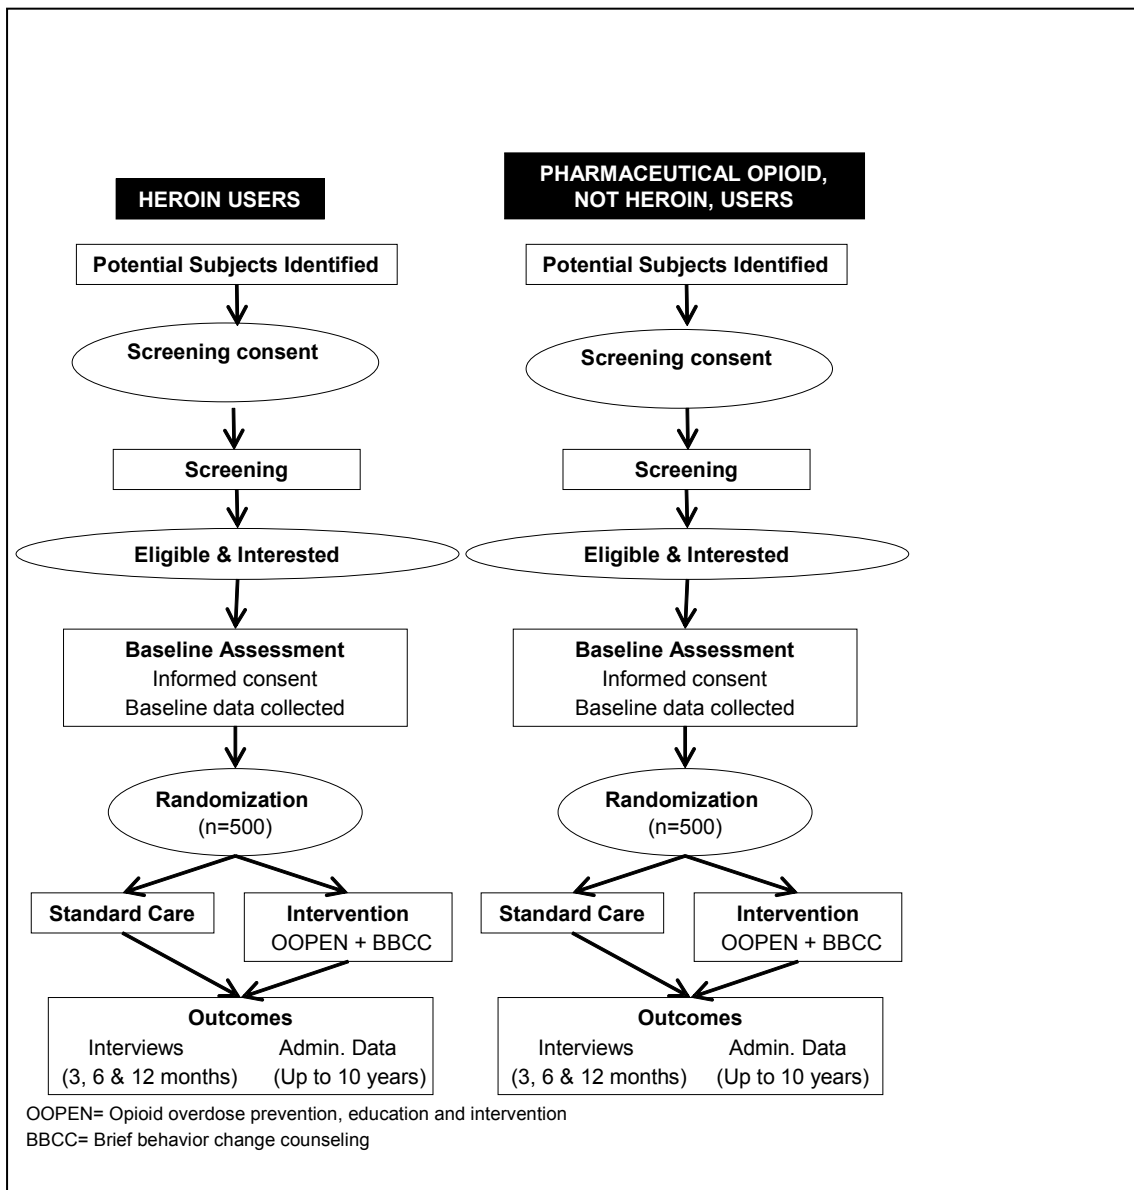 HEROIN USERS
Potential Subjects Identified
Screening consent
Screening
Eligible & Interested
Baseline Assessment
Informed consent
Baseline data collected
Randomization
(n=500)
Standard Care
Intervention
OOPEN + BBCC
Outcomes
Interviews Admin. Data
(3, 6 & 12 months) (Up to 10 years)
PHARMACEUTICAL OPIOID,
NOT HEROIN, USERS
Potential Subjects Identified
Screening consent
Screening
Eligible & Interested
Baseline Assessment
Informed consent
Baseline data collected
Randomization
(n=500)
Standard Care
Intervention
OOPEN + BBCC
Outcomes
Interviews Admin. Data
(3, 6 & 12 months) (Up to 10 years)
OOPEN= Opioid overdose prevention, education and intervention
BBCC= Brief behavior change counseling